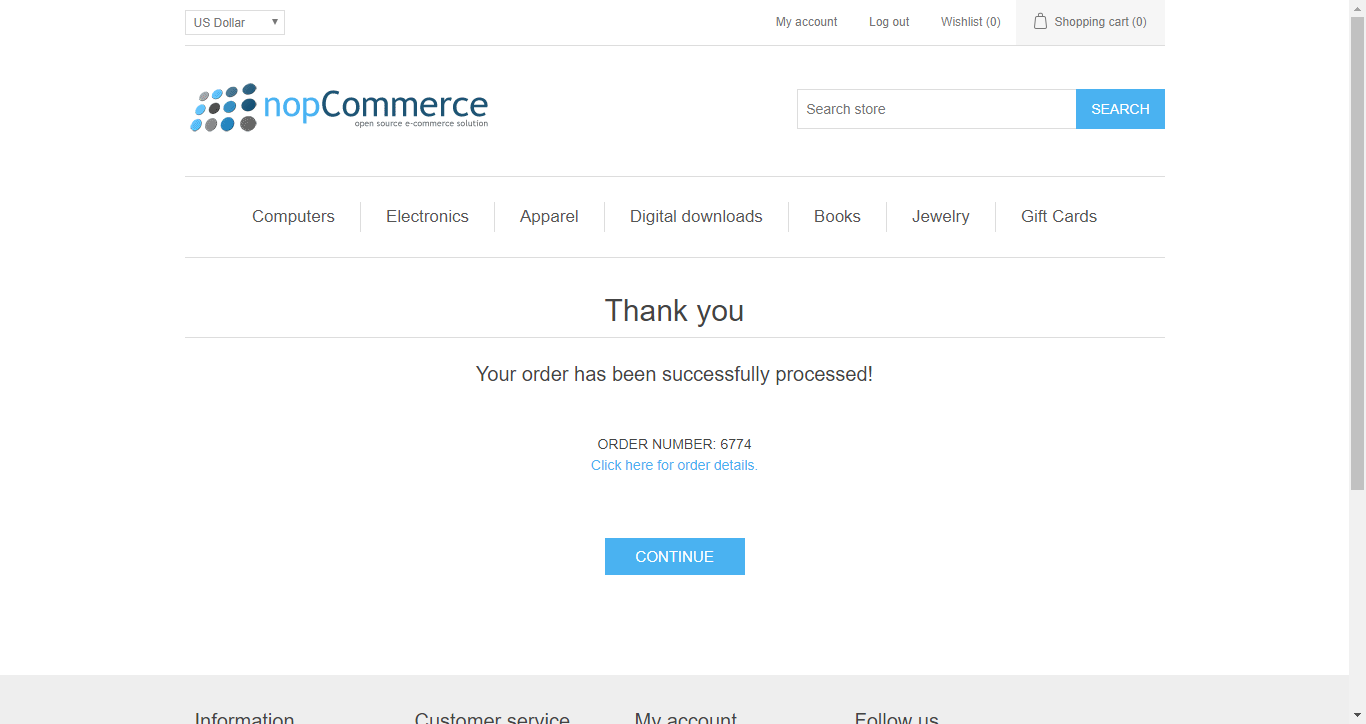 US Dollar
My account
Log out
Wishlist (0)
Shopping cart (0)
nopCommerce
open source e-commerce solution
Search store
SEARCH
Computers
Electronics
Apparel
Digital downloads
Books
Jewelry
Gift Cards
Thank you
Your order has been successfully processed!
ORDER NUMBER: 6774
Click here for order details.
CONTINUE
Information
Customer service
My account
Follow us